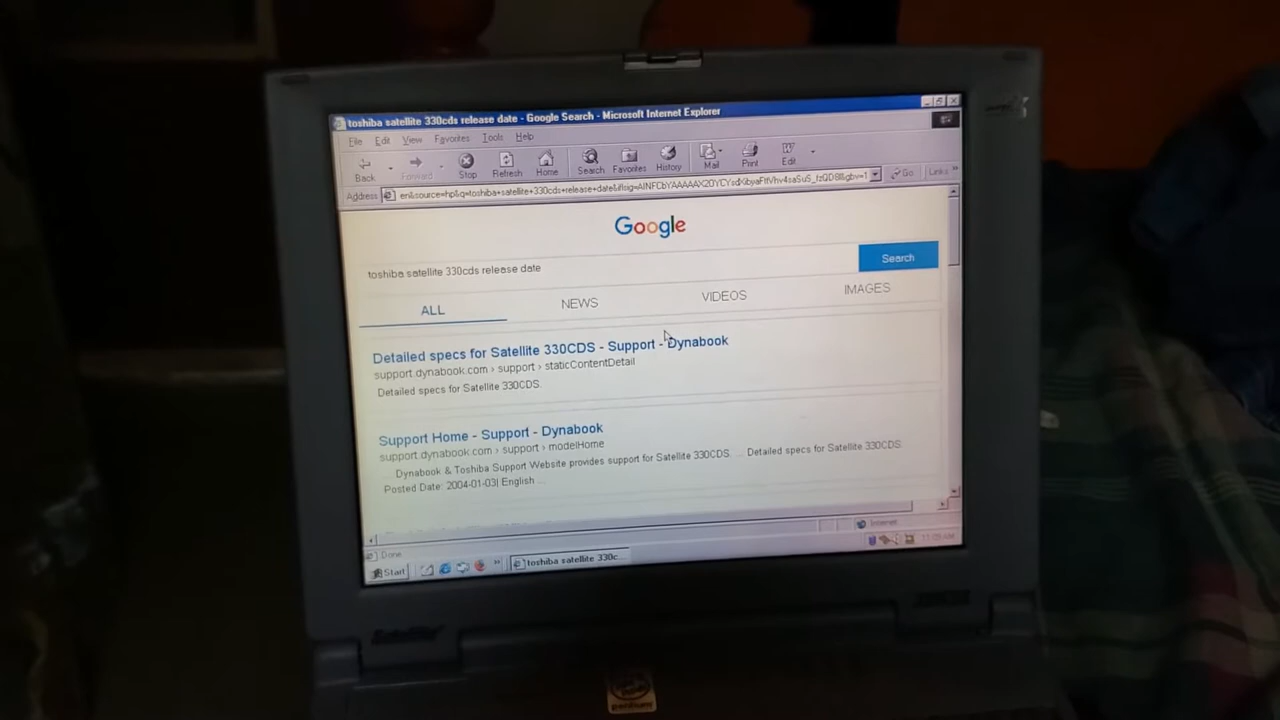 toshiba satellite 330cds release date - Google Search - Microsoft Internet Explorer
File Edit View Favorites Tools Help
Back Forward Stop Refresh Home Search Favorites History Mail Print Edit
Address Go Links »
Google
toshiba satellite 330cds release date
Search
ALL NEWS VIDEOS IMAGES
Detailed specs for Satellite 330CDS - Support - Dynabook
support.dynabook.com › support › staticContentDetail
Detailed specs for Satellite 330CDS.
Support Home - Support - Dynabook
support.dynabook.com › support › modelHome
Dynabook & Toshiba Support Website provides support for Satellite 330CDS. ... Detailed specs for Satellite 330CDS.
Posted Date: 2004-01-03| English ...
Done Internet
Start » toshiba satellite 330c... 11:05 AM
Satellite
pentium